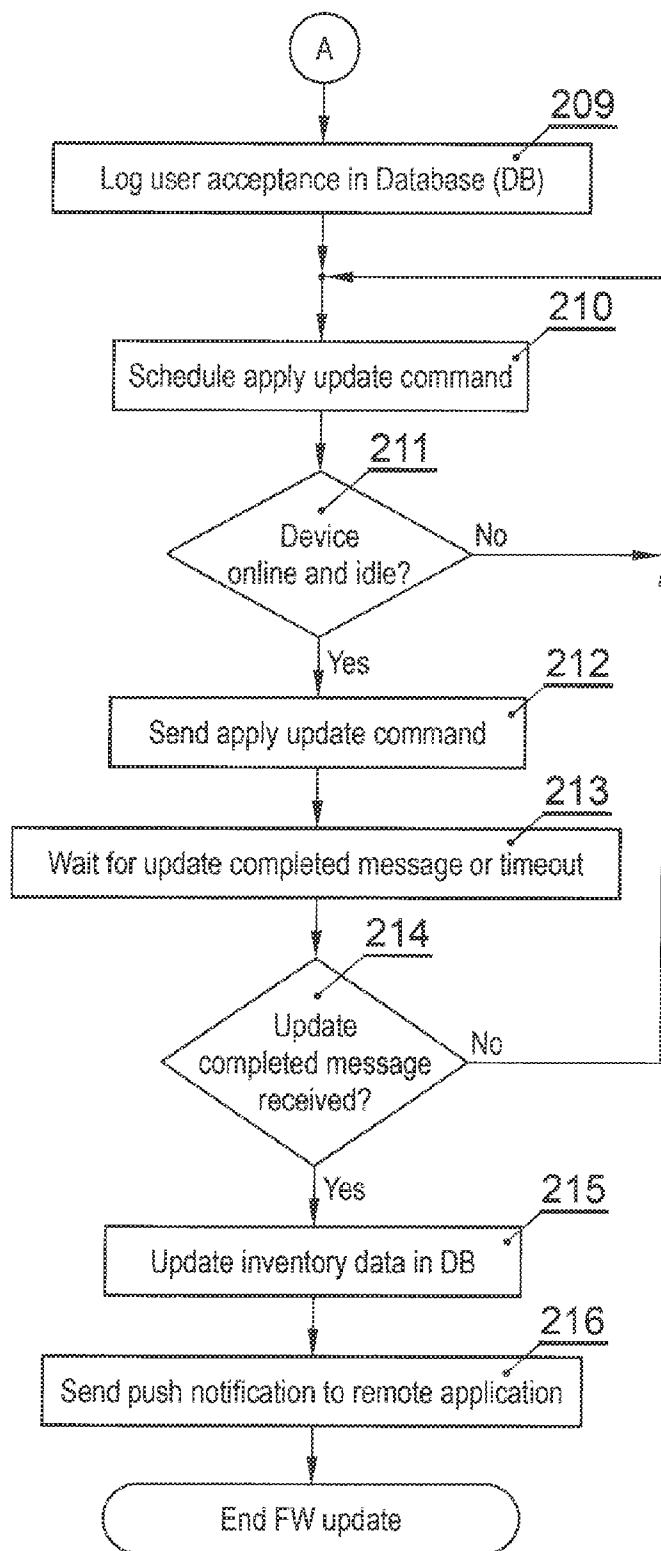 A
209
Log user acceptance in Database (DB)
210
Schedule apply update command
211
Device
online and idle?
No
Yes
212
Send apply update command
213
Wait for update completed message or timeout
214
Update
completed message
received?
No
Yes
215
Update inventory data in DB
216
Send push notification to remote application
End FW update